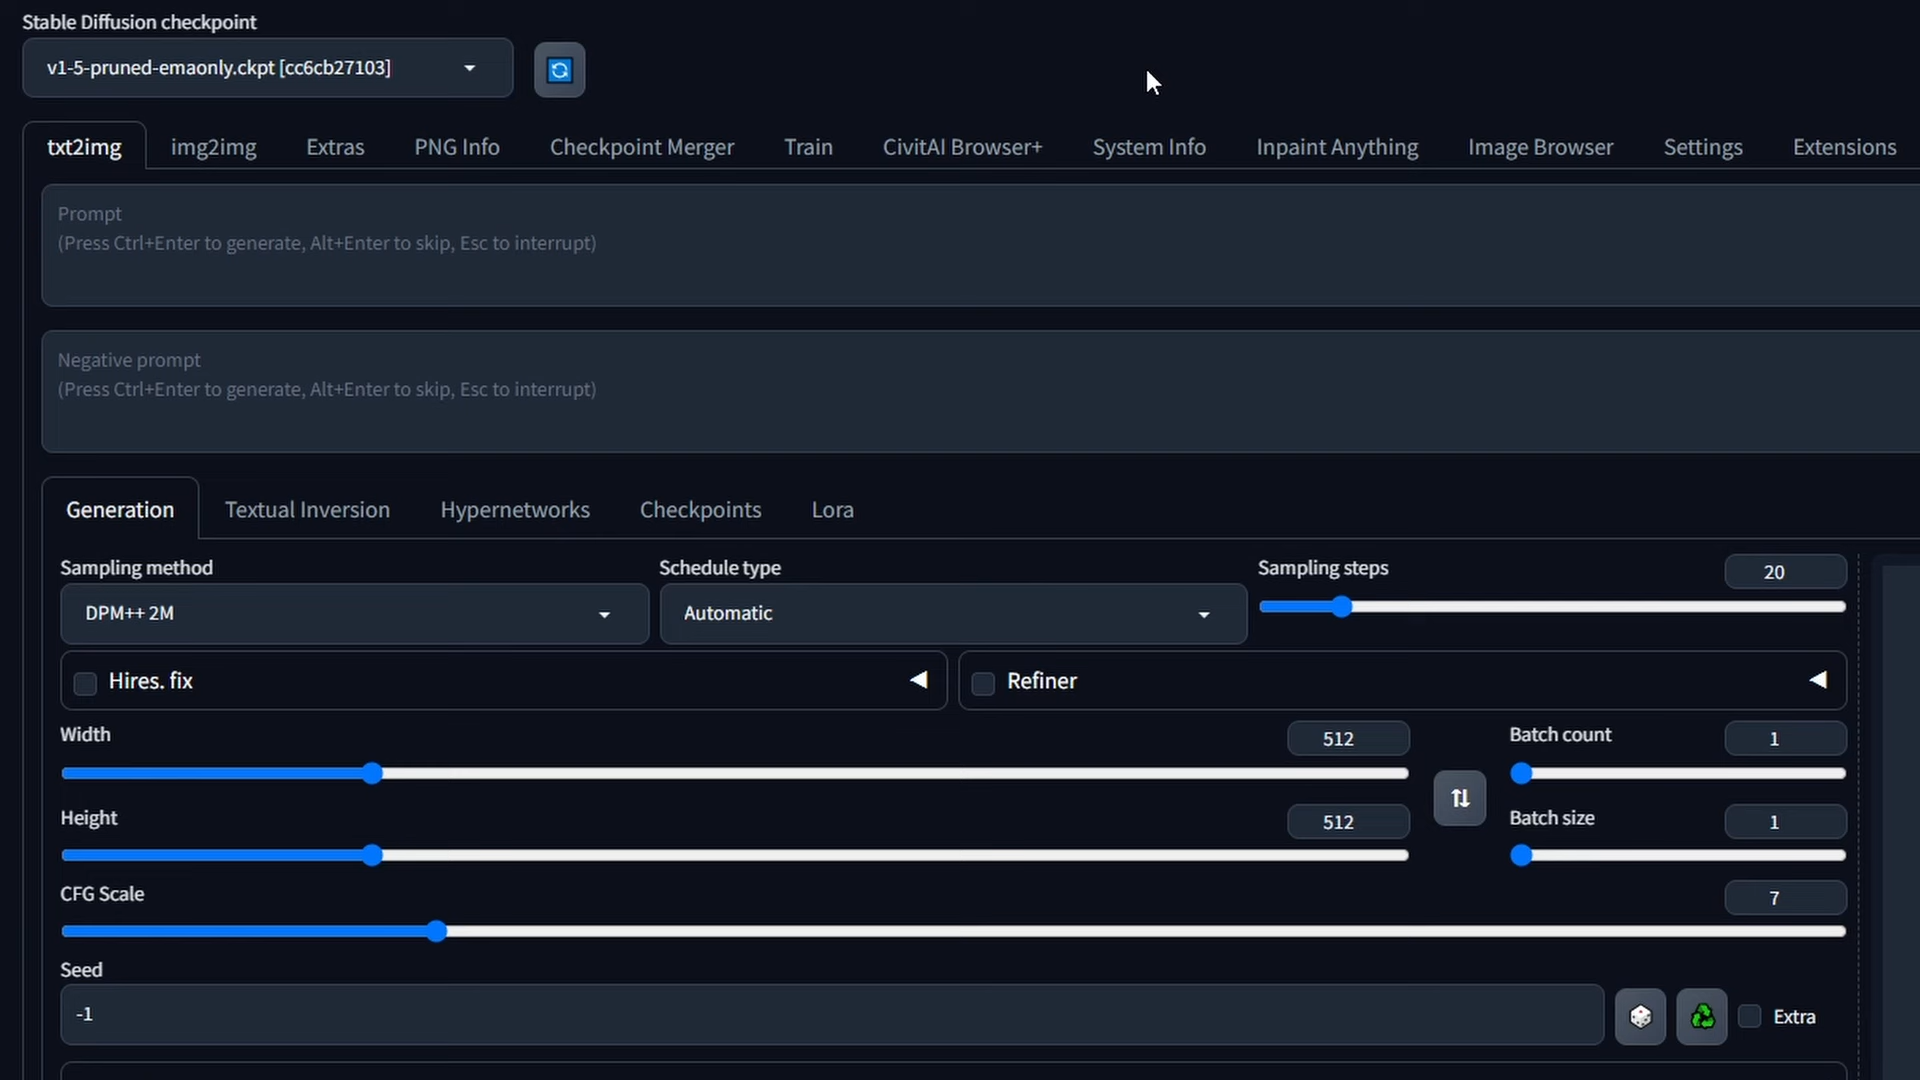 Stable Diffusion checkpoint
v1-5-pruned-emaonly.ckpt [cc6cb27103]
txt2img img2img Extras PNG Info Checkpoint Merger Train CivitAI Browser+ System Info Inpaint Anything Image Browser Settings Extensions
Prompt
(Press Ctrl+Enter to generate, Alt+Enter to skip, Esc to interrupt)
Negative prompt
(Press Ctrl+Enter to generate, Alt+Enter to skip, Esc to interrupt)
Generation Textual Inversion Hypernetworks Checkpoints Lora
Sampling method Schedule type Sampling steps 20
DPM++ 2M Automatic
Hires. fix Refiner
Width 512 Batch count 1
Height 512 Batch size 1
CFG Scale 7
Seed
-1 Extra